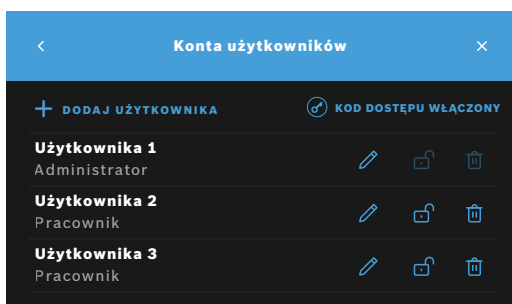 Konta użytkowników
DODAJ UŻYTKOWNIKA
KOD DOSTĘPU WŁĄCZONY
Użytkownika 1
Administrator
Użytkownika 2
Pracownik
Użytkownika 3
Pracownik